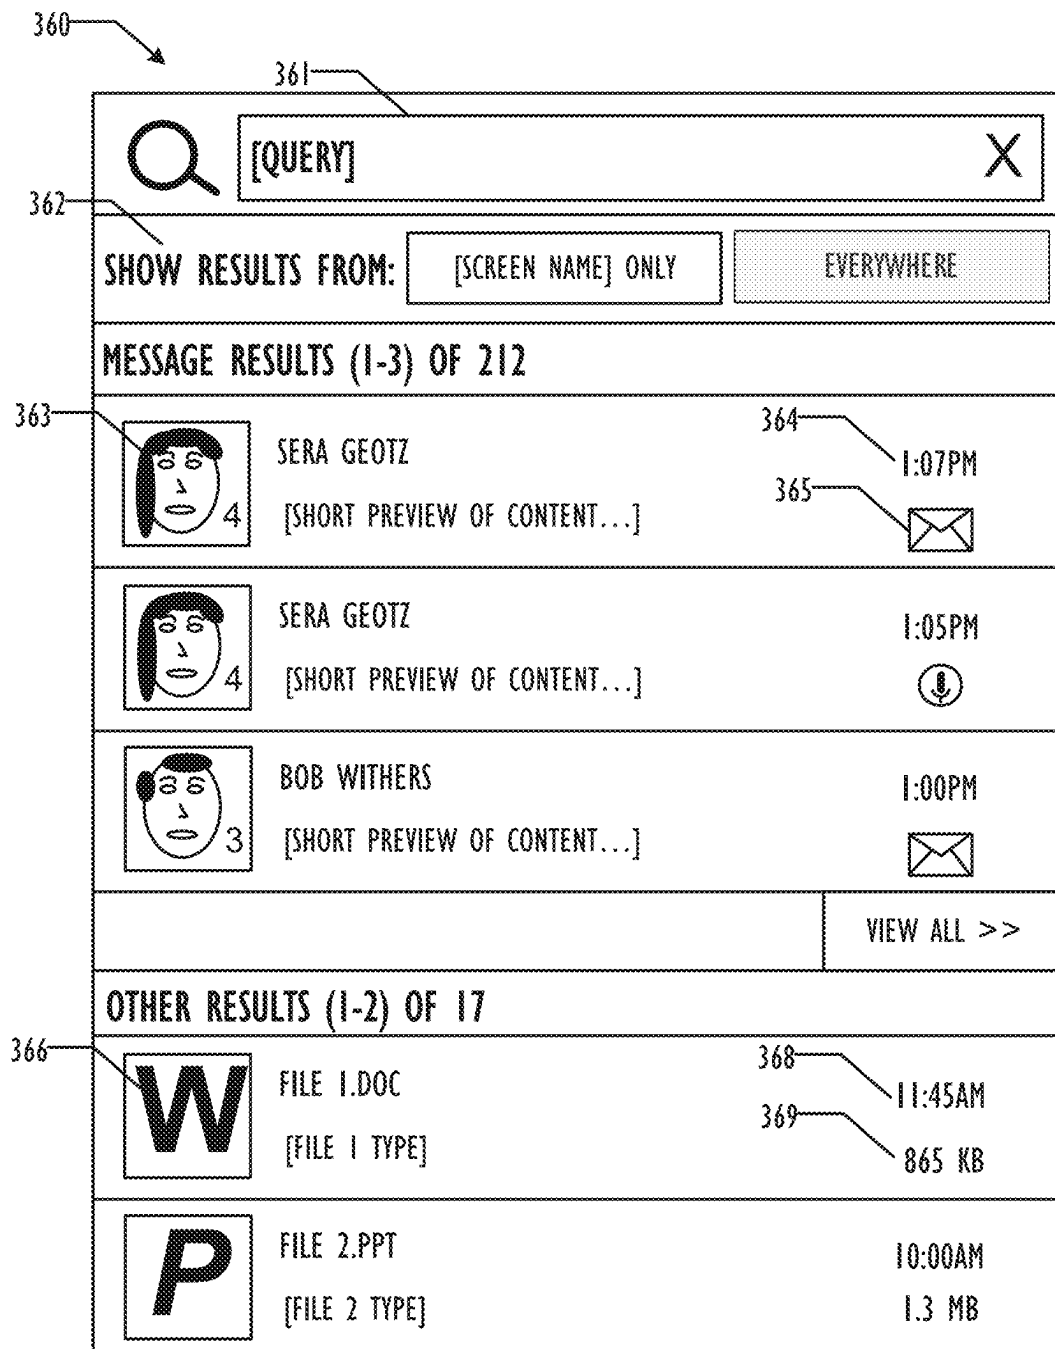 360
361
[QUERY] X
362
SHOW RESULTS FROM: [SCREEN NAME] ONLY EVERYWHERE
MESSAGE RESULTS (1-3) OF 212
363
364
SERA GEOTZ 1:07PM
365
4 [SHORT PREVIEW OF CONTENT...]
SERA GEOTZ 1:05PM
4 [SHORT PREVIEW OF CONTENT...]
BOB WITHERS 1:00PM
3 [SHORT PREVIEW OF CONTENT...]
VIEW ALL >>
OTHER RESULTS (1-2) OF 17
366
368
W FILE 1.DOC 11:45AM
369
[FILE 1 TYPE] 865 KB
P FILE 2.PPT 10:00AM
[FILE 2 TYPE] 1.3 MB